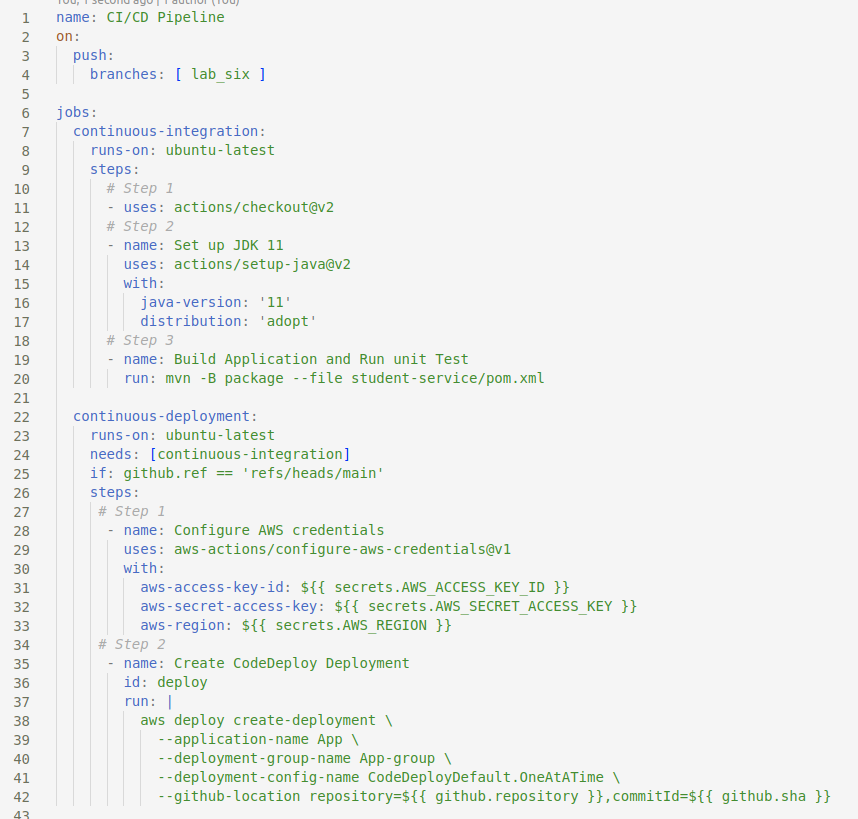 You, 1 second ago | 1 author (You)
1 name: CI/CD Pipeline
2 on:
3   push:
4     branches: [ lab_six ]
5
6 jobs:
7   continuous-integration:
8     runs-on: ubuntu-latest
9     steps:
10       # Step 1
11       - uses: actions/checkout@v2
12       # Step 2
13       - name: Set up JDK 11
14         uses: actions/setup-java@v2
15         with:
16           java-version: '11'
17           distribution: 'adopt'
18       # Step 3
19       - name: Build Application and Run unit Test
20         run: mvn -B package --file student-service/pom.xml
21
22   continuous-deployment:
23     runs-on: ubuntu-latest
24     needs: [continuous-integration]
25     if: github.ref == 'refs/heads/main'
26     steps:
27      # Step 1
28       - name: Configure AWS credentials
29         uses: aws-actions/configure-aws-credentials@v1
30         with:
31           aws-access-key-id: ${{ secrets.AWS_ACCESS_KEY_ID }}
32           aws-secret-access-key: ${{ secrets.AWS_SECRET_ACCESS_KEY }}
33           aws-region: ${{ secrets.AWS_REGION }}
34      # Step 2
35       - name: Create CodeDeploy Deployment
36         id: deploy
37         run: |
38           aws deploy create-deployment \
39             --application-name App \
40             --deployment-group-name App-group \
41             --deployment-config-name CodeDeployDefault.OneAtATime \
42             --github-location repository=${{ github.repository }},commitId=${{ github.sha }}
43